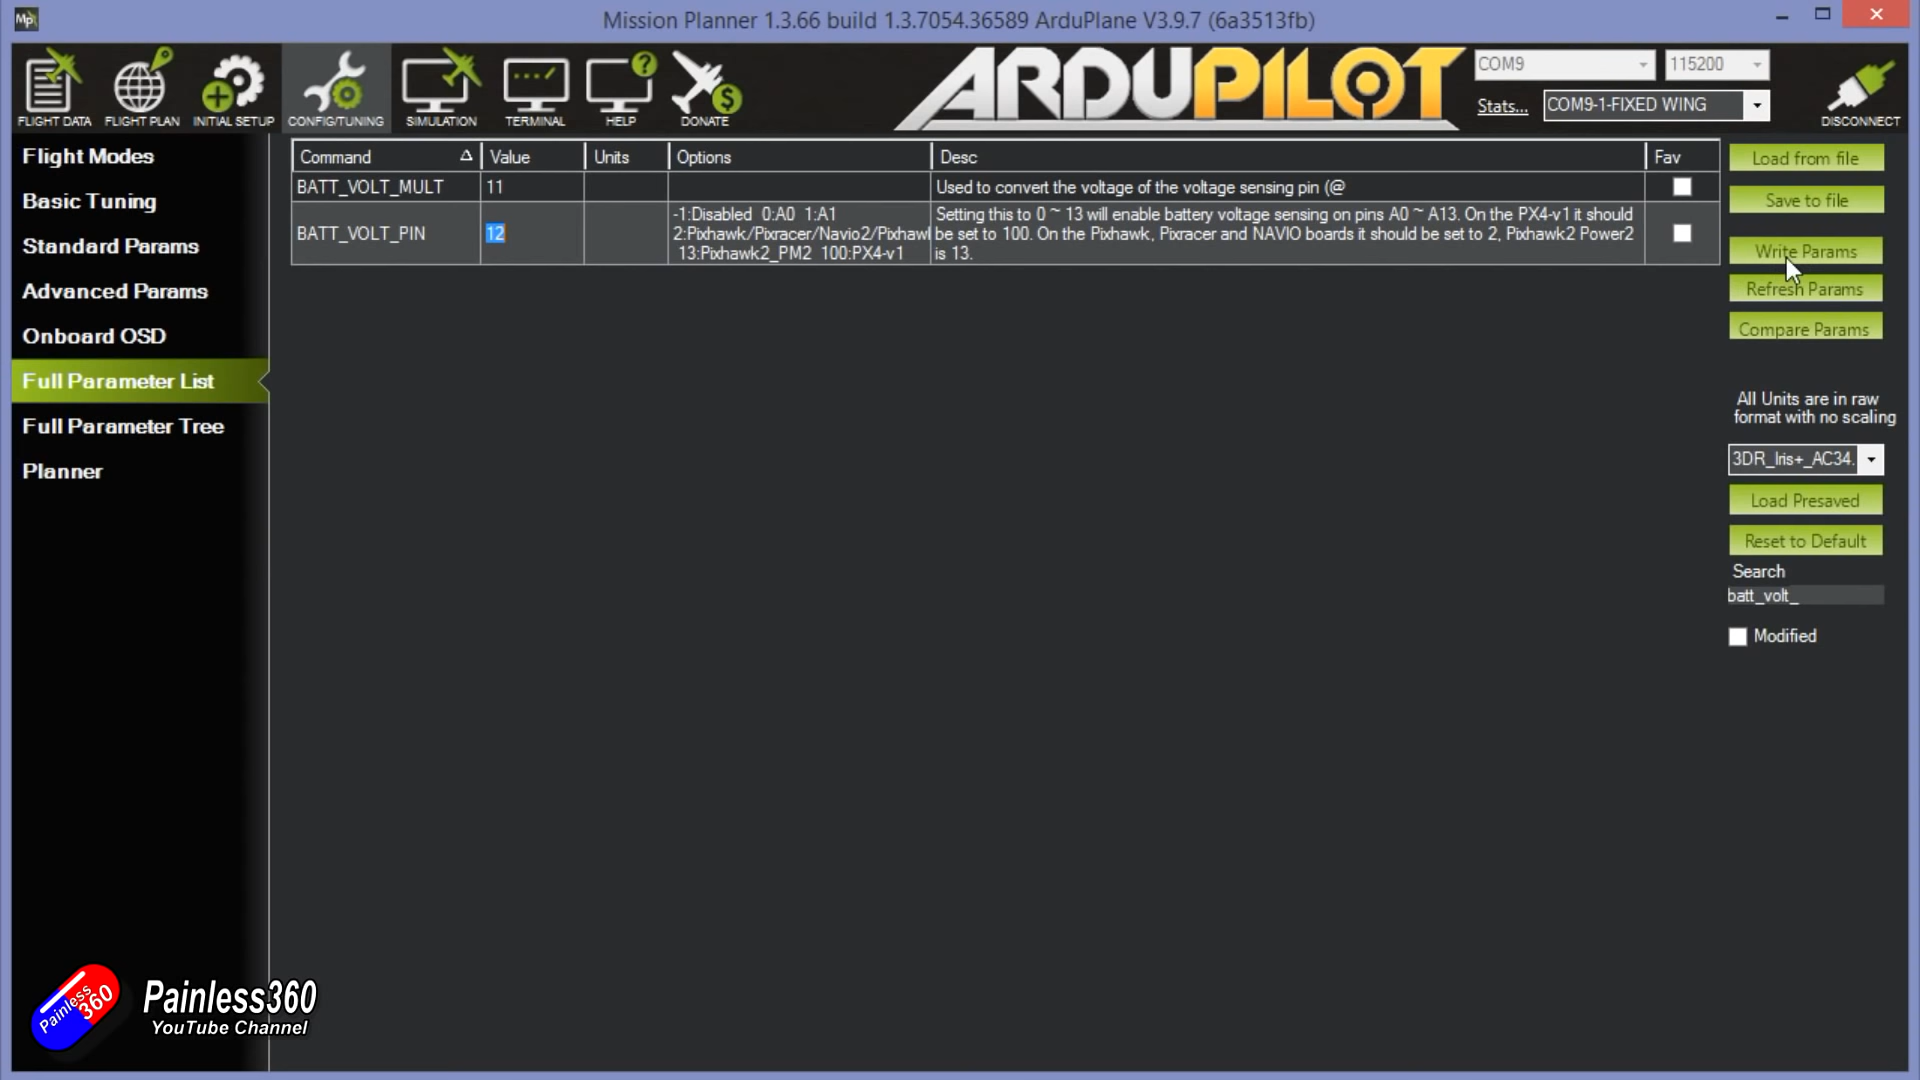 Mp
Mission Planner 1.3.66 build 1.3.7054.36589 ArduPlane V3.9.7 (6a3513fb)
FLIGHT DATA
FLIGHT PLAN
INITIAL SETUP
CONFIG/TUNING
SIMULATION
TERMINAL
HELP
DONATE
ARDUPILOT
COM9
115200
Stats...
COM9-1-FIXED WING
DISCONNECT
Flight Modes
Basic Tuning
Standard Params
Advanced Params
Onboard OSD
Full Parameter List
Full Parameter Tree
Planner
Command Value Units Options Desc Fav
BATT_VOLT_MULT 11 Used to convert the voltage of the voltage sensing pin (@
BATT_VOLT_PIN
12
-1:Disabled 0:A0 1:A1
2:Pixhawk/Pixracer/Navio2/Pixhawl
13:Pixhawk2_PM2 100:PX4-v1
Setting this to 0 ~ 13 will enable battery voltage sensing on pins A0 ~ A13. On the PX4-v1 it should
be set to 100. On the Pixhawk, Pixracer and NAVIO boards it should be set to 2, Pixhawk2 Power2
is 13.
Load from file
Save to file
Write Params
Refresh Params
Compare Params
All Units are in raw
format with no scaling
3DR_Iris+_AC34.
Load Presaved
Reset to Default
Search
batt_volt_
Modified
Painless
360
Painless360
YouTube Channel